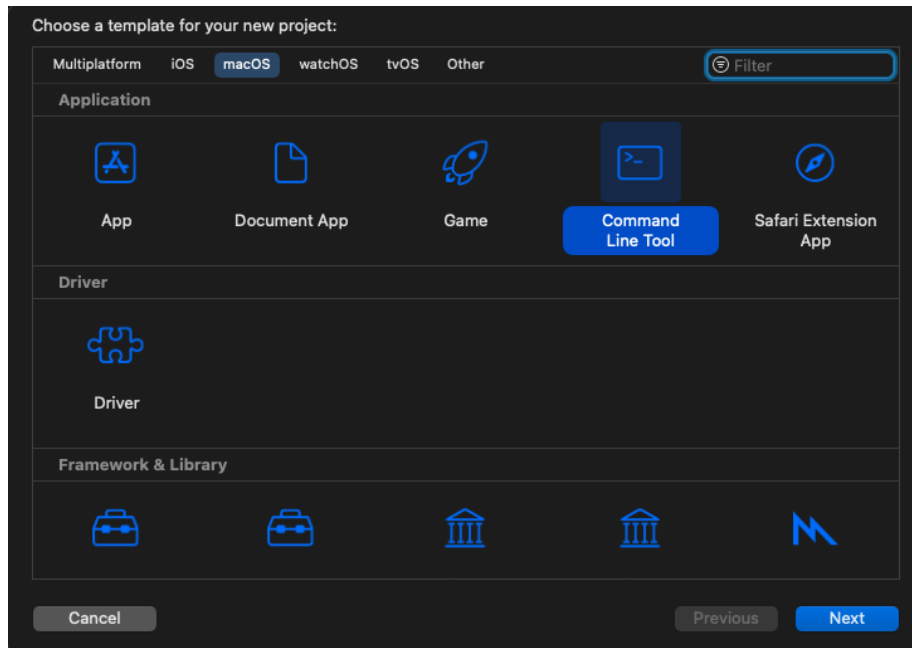 Choose a template for your new project:
Multiplatform iOS macOS watchOS tvOS Other Filter
Application
>_
App Document App Game Command Line Tool Safari Extension App
Driver
Driver
Framework & Library
Cancel Previous Next